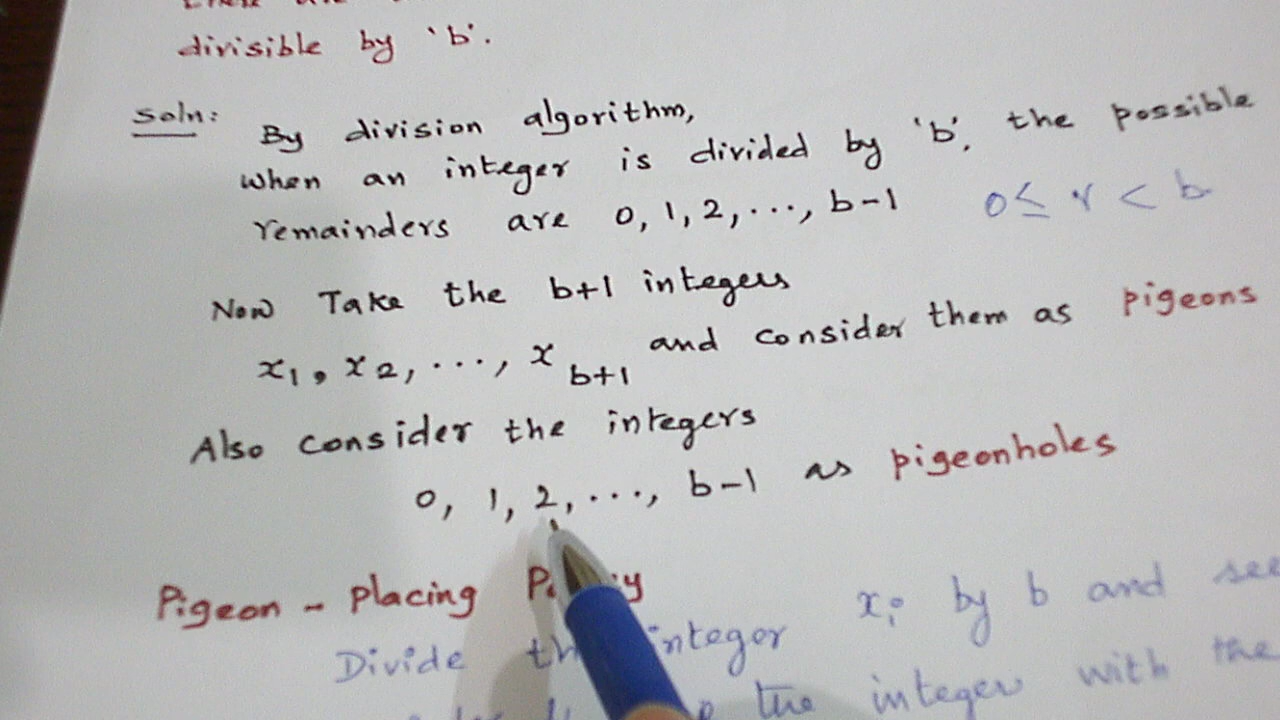 divisible by 'b'.
Soln: By division algorithm,
when an integer is divided by 'b', the possible
remainders are 0, 1, 2, ..., b-1 0 ≤ r < b
Now Take the b+1 integers
x₁, x₂, ..., x_{b+1} and consider them as pigeons
Also consider the integers
0, 1, 2, ..., b-1 as pigeonholes
Pigeon - placing
Divide integer xᵢ by b and see
the integer with the